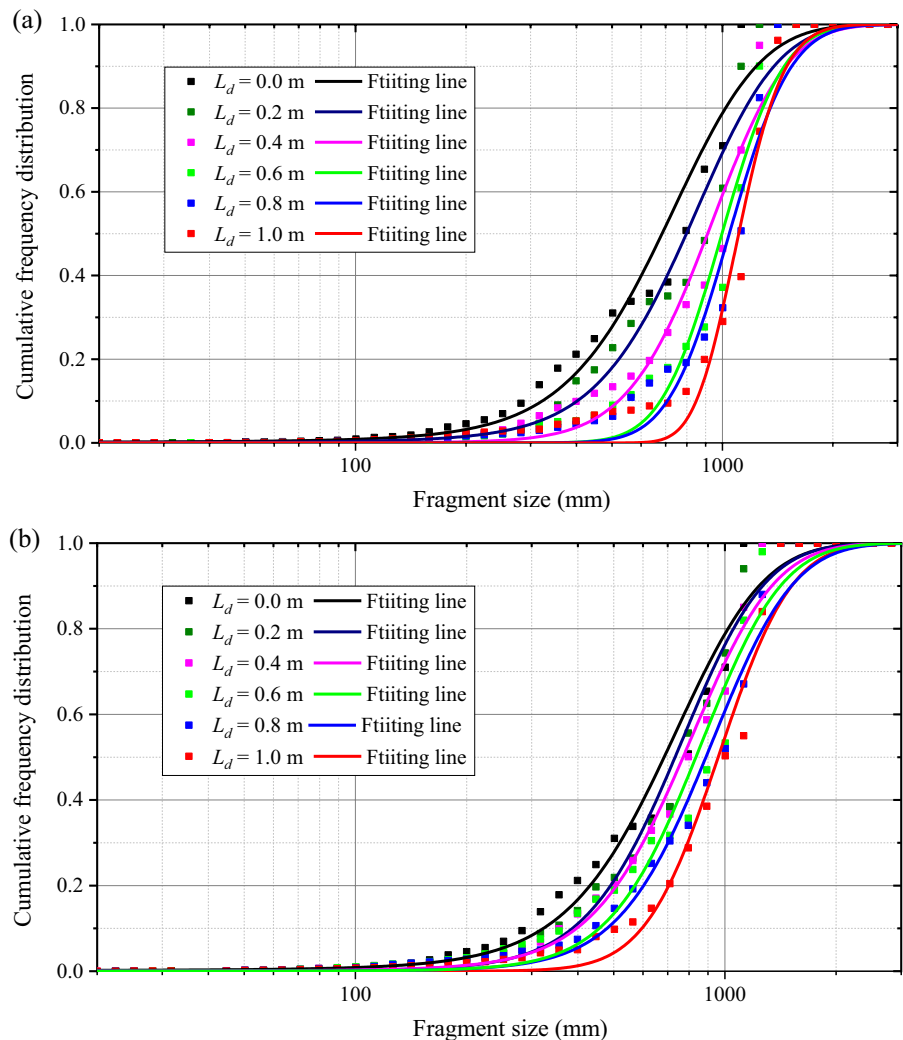 (a)
1.0
0.8
0.6
0.4
0.2
0.0
Cumulative frequency distribution
L_d = 0.0 m Ftiiting line
L_d = 0.2 m Ftiiting line
L_d = 0.4 m Ftiiting line
L_d = 0.6 m Ftiiting line
L_d = 0.8 m Ftiiting line
L_d = 1.0 m Ftiiting line
100 1000
Fragment size (mm)
(b)
1.0
0.8
0.6
0.4
0.2
0.0
Cumulative frequency distribution
L_d = 0.0 m Ftiiting line
L_d = 0.2 m Ftiiting line
L_d = 0.4 m Ftiiting line
L_d = 0.6 m Ftiiting line
L_d = 0.8 m Ftiiting line
L_d = 1.0 m Ftiiting line
100 1000
Fragment size (mm)